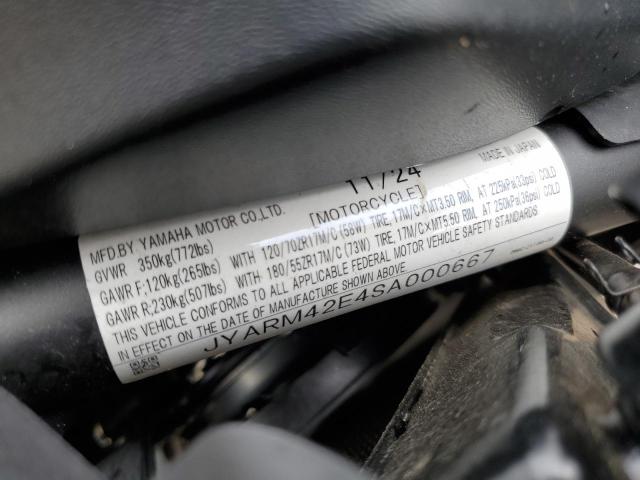 11/24
MADE IN JAPAN
MFD.BY YAMAHA MOTOR CO.,LTD. [MOTORCYCLE]
GVWR 350kg(772lbs)
GAWR F:120kg(265lbs) WITH 120/70ZR17M/C (58W) TIRE, 17M/C×MT3.50 RIM, AT 225kPa(33psi) COLD
GAWR R:230kg(507lbs) WITH 180/55ZR17M/C (73W) TIRE, 17M/C×MT5.50 RIM, AT 250kPa(36psi) COLD
THIS VEHICLE CONFORMS TO ALL APPLICABLE FEDERAL MOTOR VEHICLE SAFETY STANDARDS
IN EFFECT ON THE DATE OF MANUFACTURE SHOWN ABOVE.
JYARM42E4SA000667